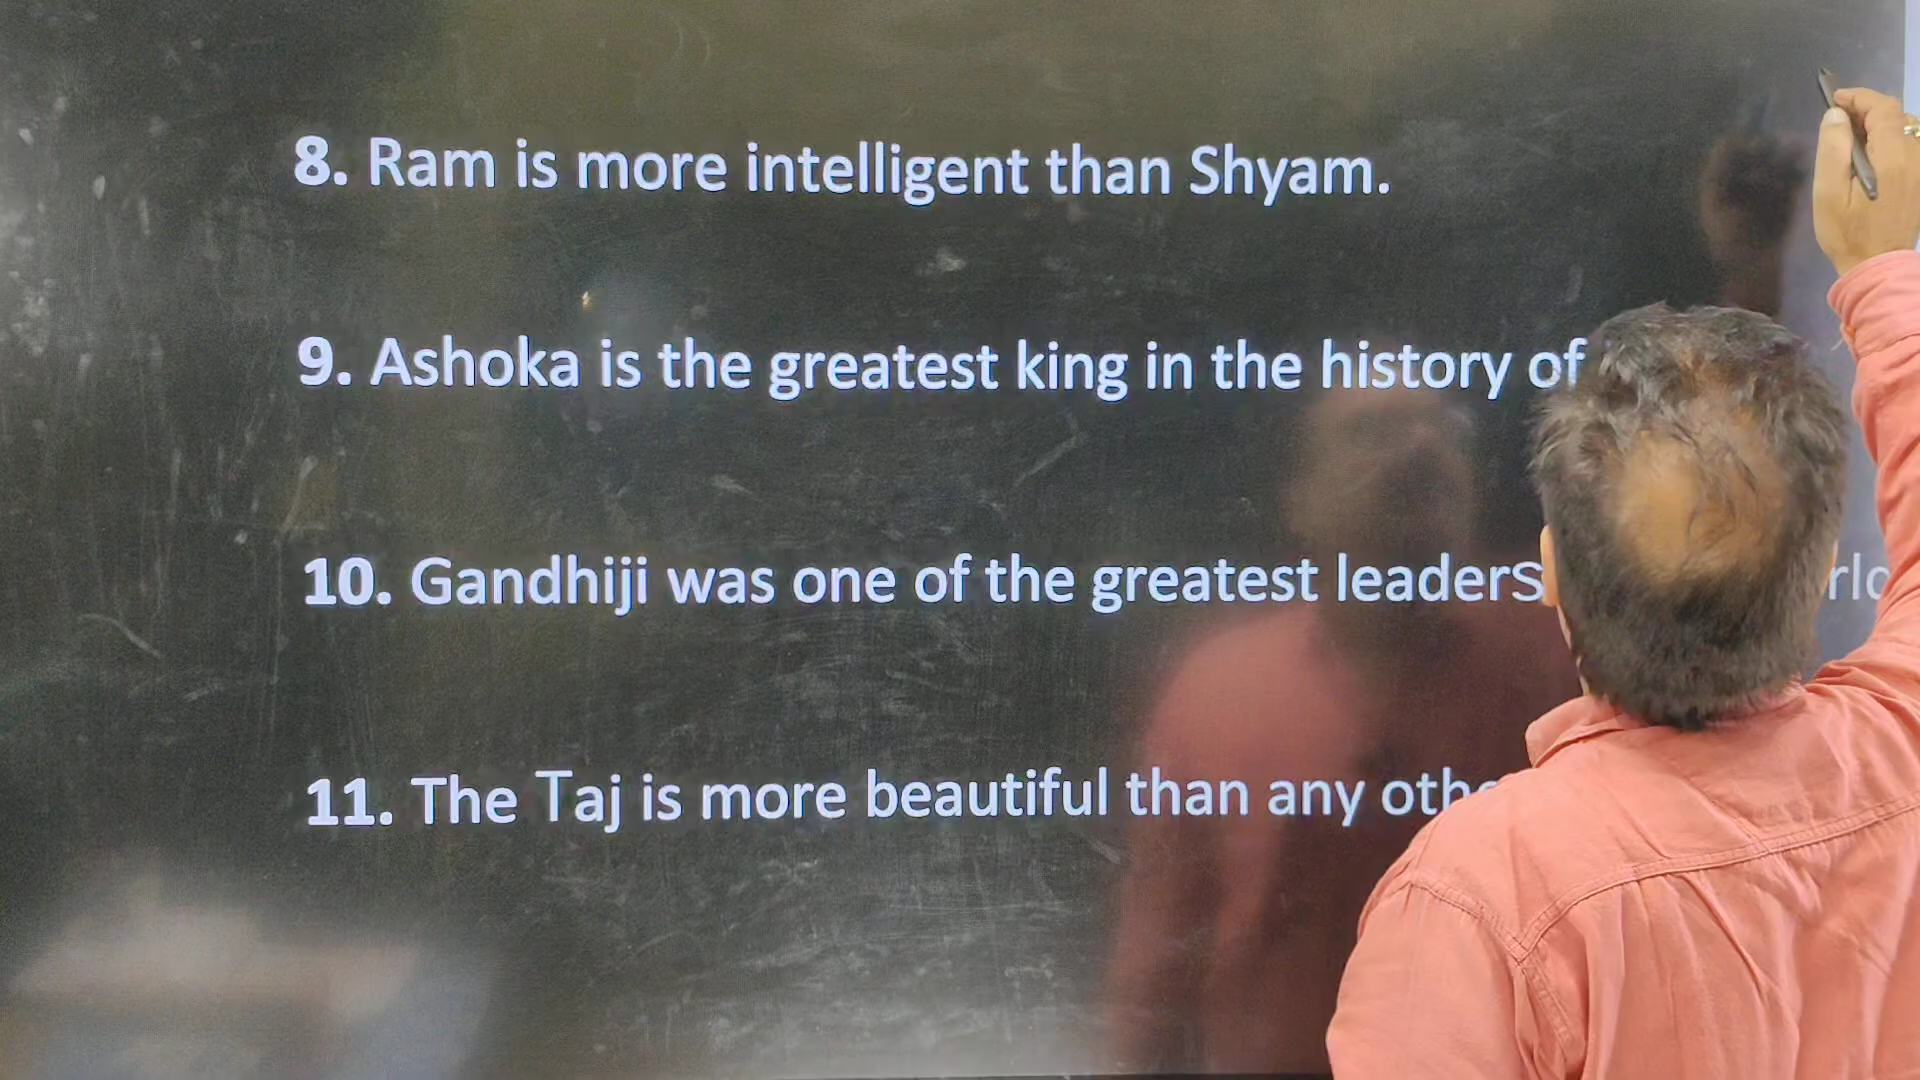 8. Ram is more intelligent than Shyam.
9. Ashoka is the greatest king in the history of
10. Gandhiji was one of the greatest leaders
11. The Taj is more beautiful than any